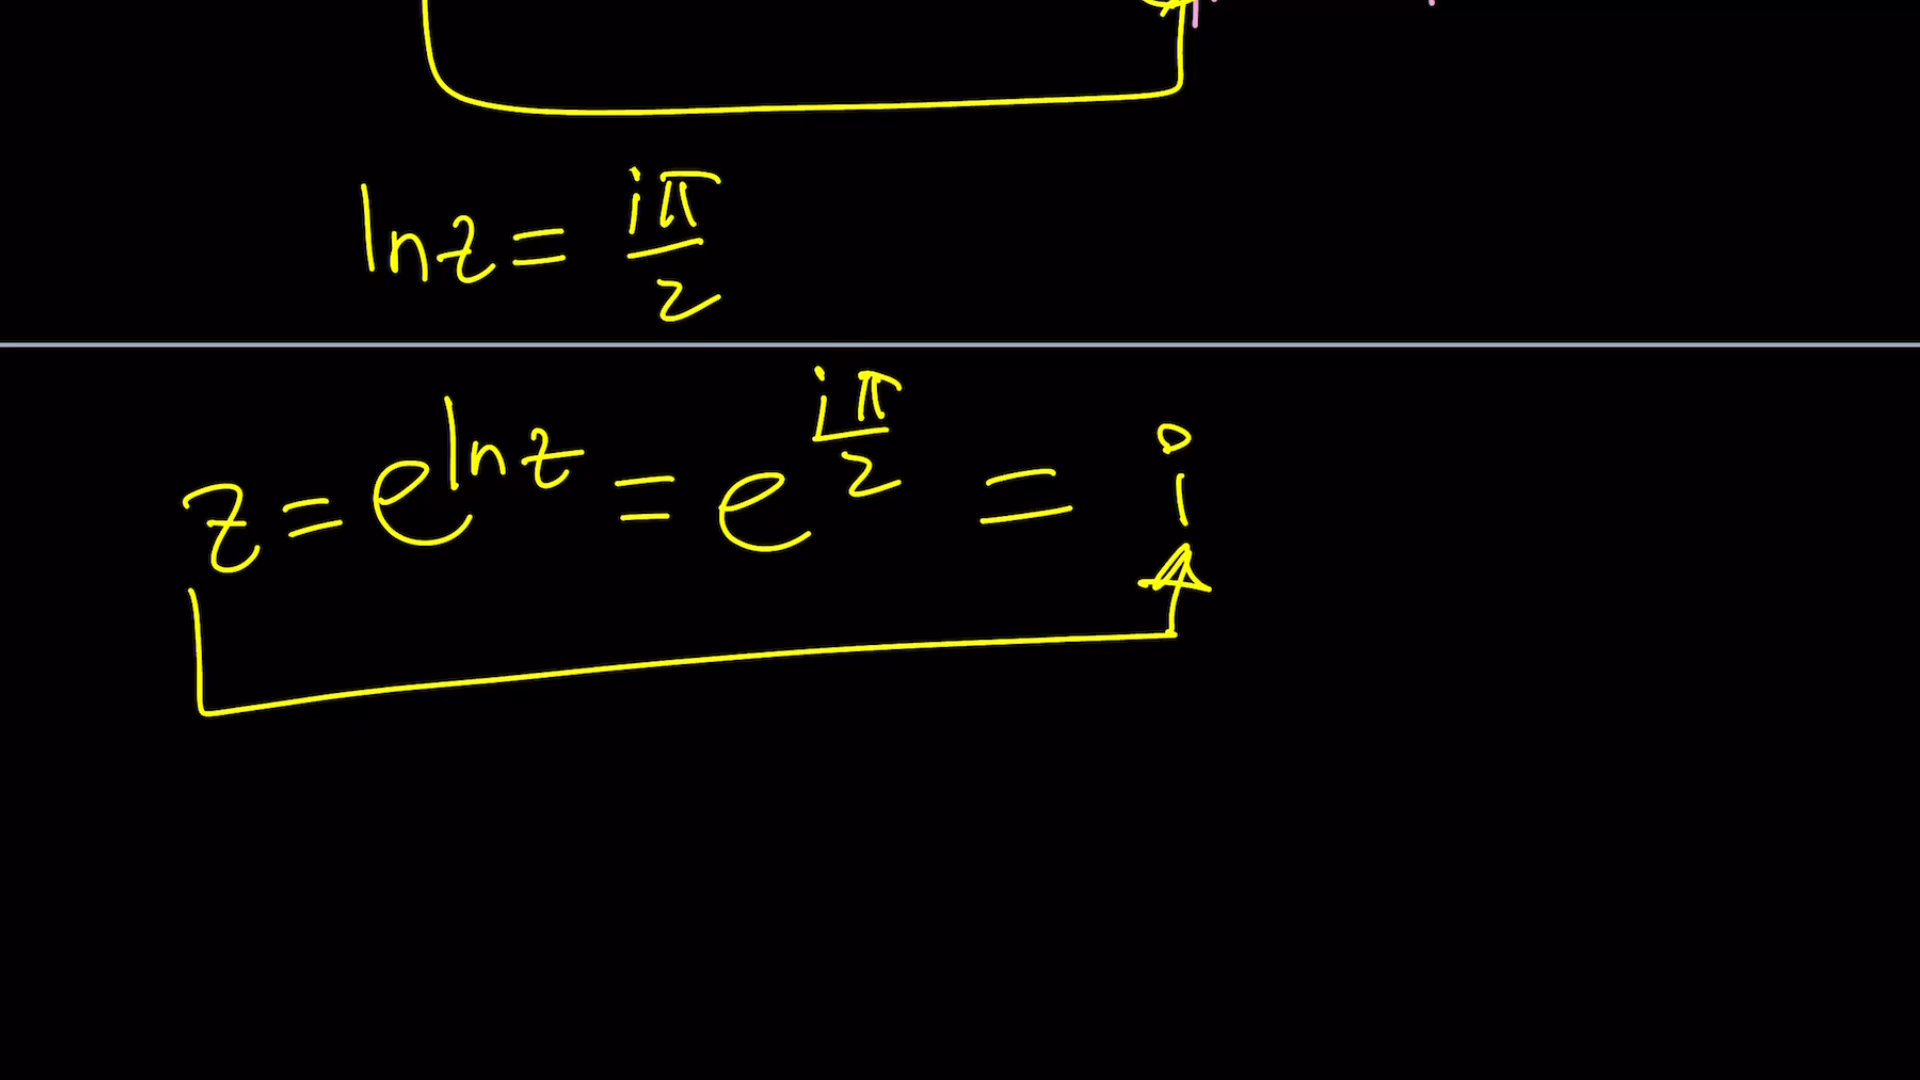 ln z = iπ/2
z = e^{ln z} = e^{iπ/2} = i